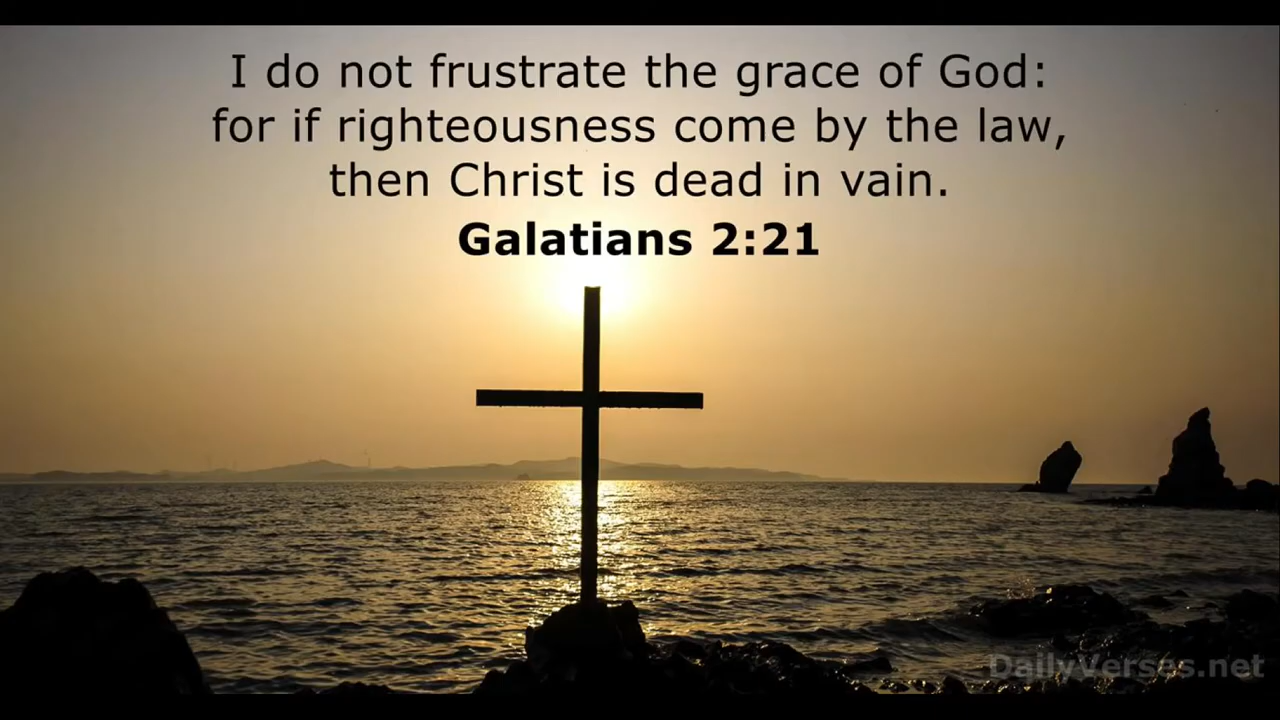 I do not frustrate the grace of God:
for if righteousness come by the law,
then Christ is dead in vain.
Galatians 2:21
DailyVerses.net